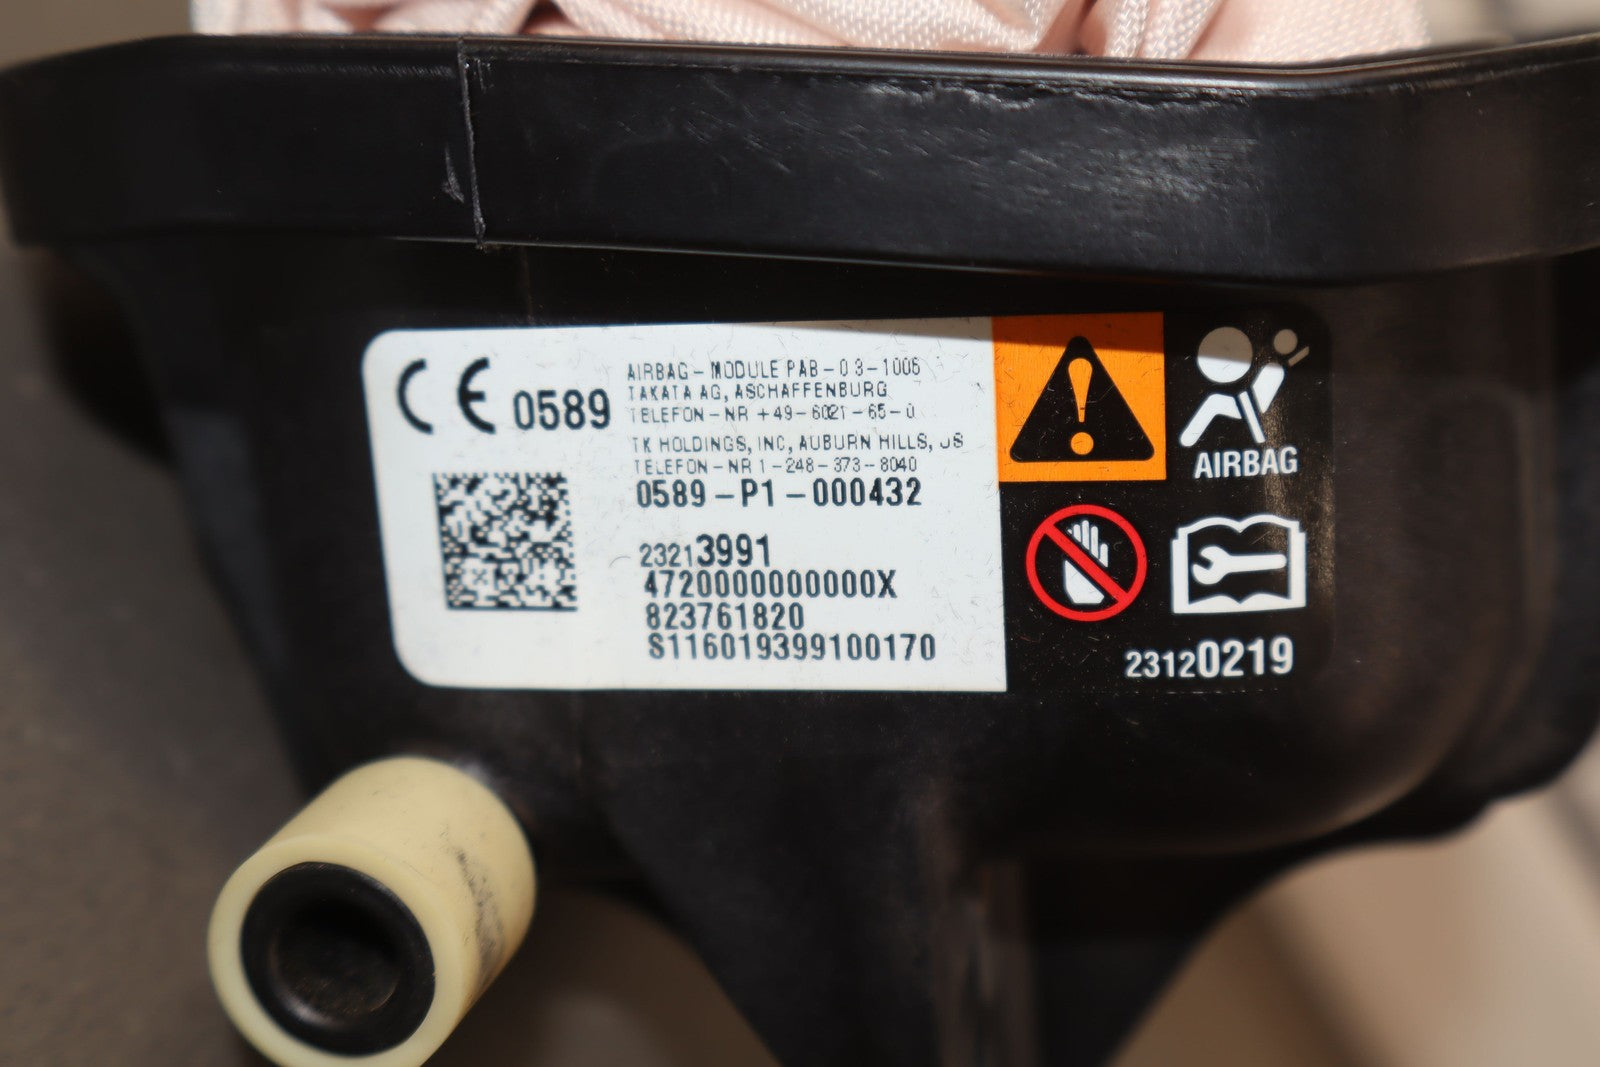 CE 0589
AIRBAG-MODULE PAB-03-1005
TAKATA AG, ASCHAFFENBURG
TELEFON-NR +49-6021-65-0
TK HOLDINGS, INC, AUBURN HILLS, US
TELEFON-NR 1-248-373-8040
0589-P1-000432
23213991
4720000000000X
823761820
S116019399100170
AIRBAG
23120219